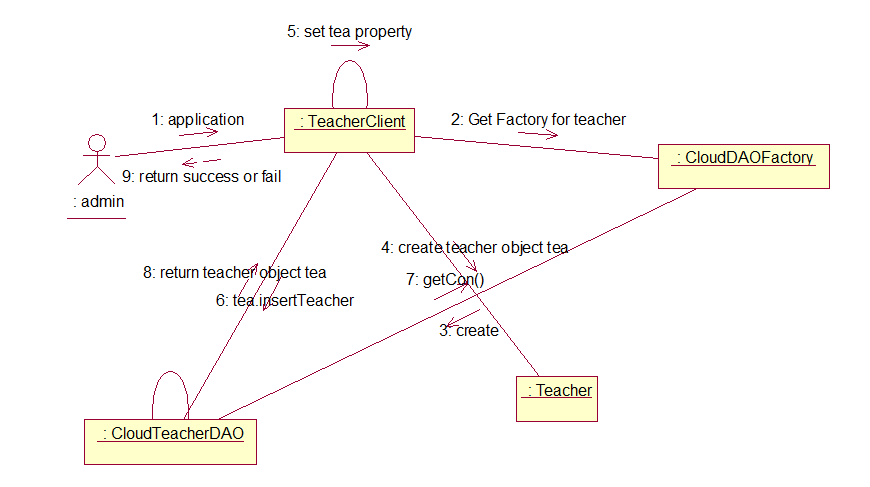 5: set tea property
1: application
: TeacherClient
2: Get Factory for teacher
: CloudDAOFactory
9: return success or fail
: admin
4: create teacher object tea
8: return teacher object tea
7: getCon()
6: tea.insertTeacher
3: create
: Teacher
: CloudTeacherDAO